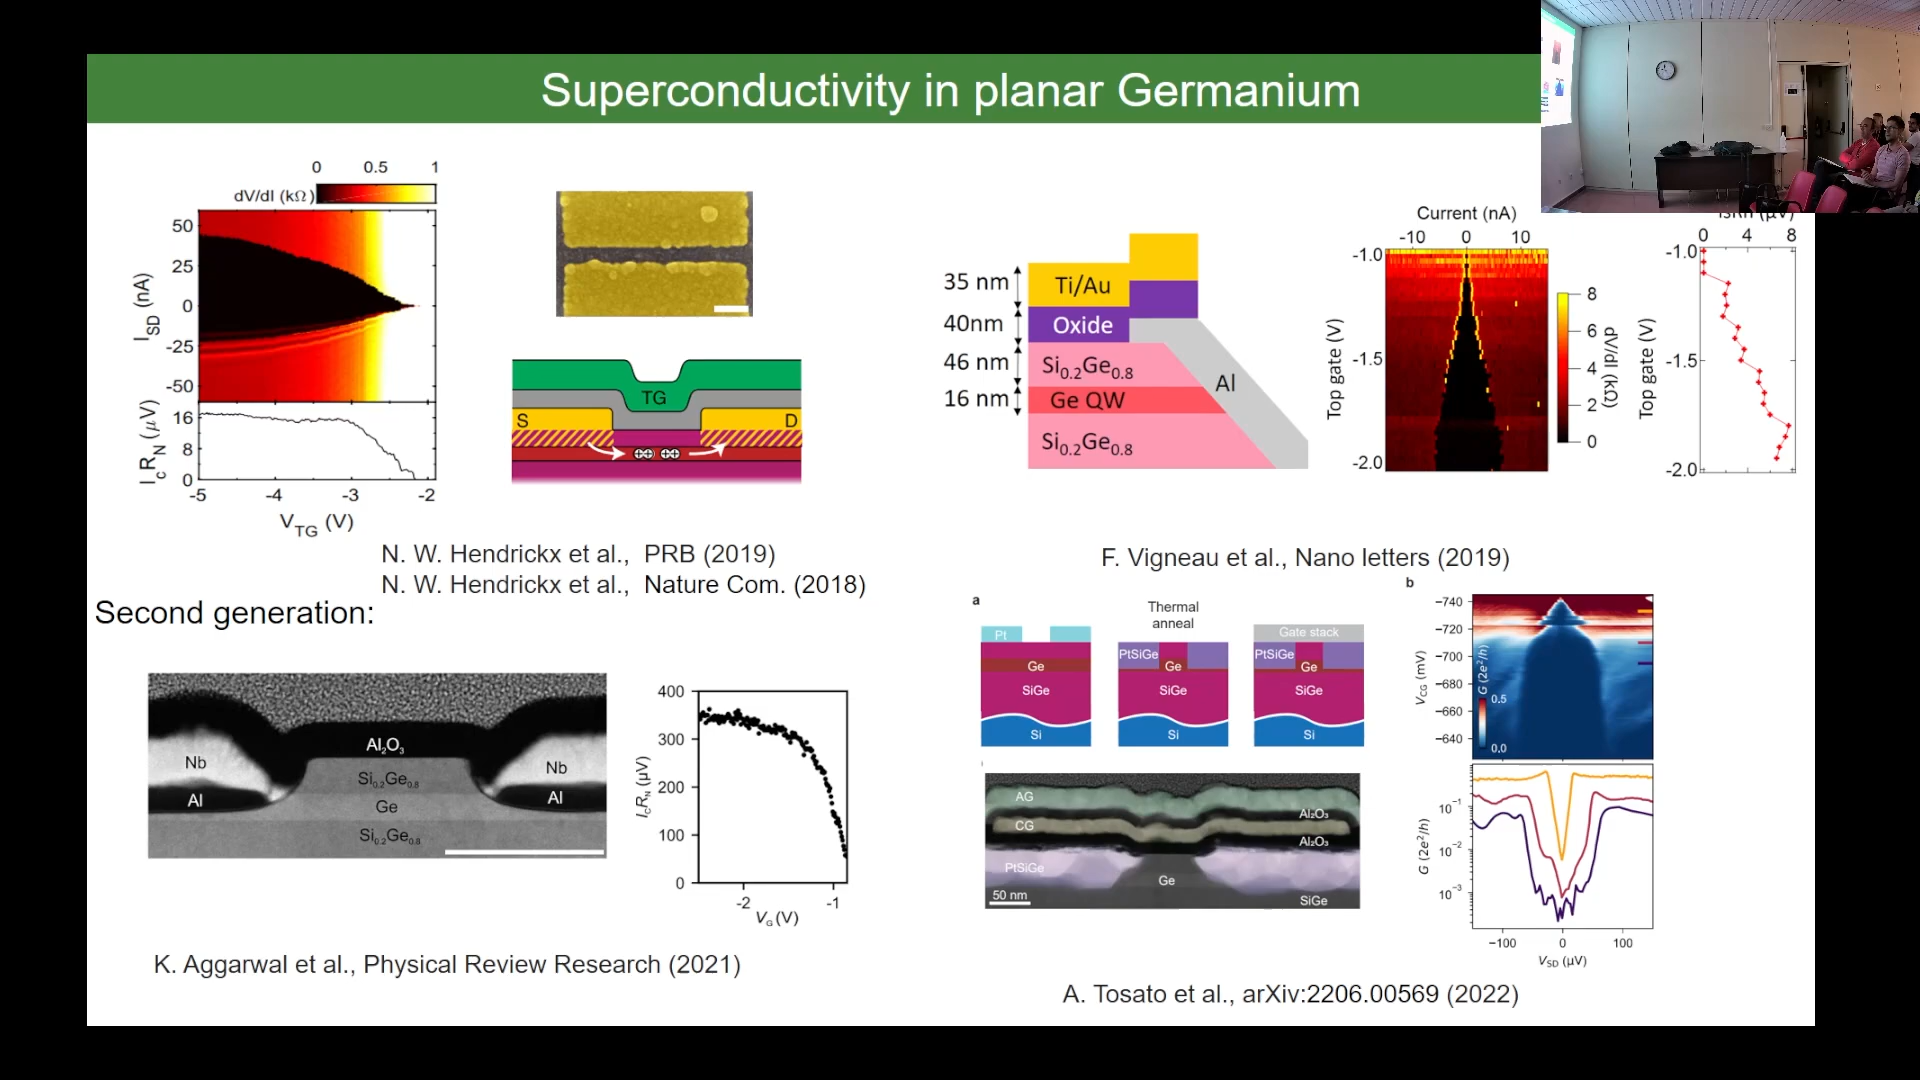 Superconductivity in planar Germanium
0 0.5 1
dV/dI (kΩ)
50
25
0
-25
-50
I_SD (nA)
16
8
0
I_c R_N (μV)
-5 -4 -3 -2
V_TG (V)
TG
S D
N. W. Hendrickx et al., PRB (2019)
N. W. Hendrickx et al., Nature Com. (2018)
35 nm
40nm
46 nm
16 nm
Ti/Au
Oxide
Si0.2Ge0.8
Ge QW
Si0.2Ge0.8
Al
Current (nA)
-10 0 10
-1.0
-1.5
-2.0
Top gate (V)
8
6
4
2
0
dV/dI (kΩ)
0 4 8
-1.0
-1.5
-2.0
Top gate (V)
F. Vigneau et al., Nano letters (2019)
Second generation:
Nb
Al
Al2O3
Si0.2Ge0.8
Ge
Si0.2Ge0.8
Nb
Al
400
300
200
100
0
IcRN (μV)
-2 -1
VG (V)
K. Aggarwal et al., Physical Review Research (2021)
a
Pt
Ge
SiGe
Si
Thermal
anneal
PtSiGe
Ge
SiGe
Si
Gate stack
PtSiGe
Ge
SiGe
Si
AG
CG
PtSiGe
50 nm
Al2O3
Al2O3
Ge
SiGe
b
−740
−720
−700
−680
−660
−640
VCG (mV)
G (2e²/h)
0.5
0.0
10⁻¹
10⁻²
10⁻³
G (2e²/h)
−100 0 100
VSD (μV)
A. Tosato et al., arXiv:2206.00569 (2022)